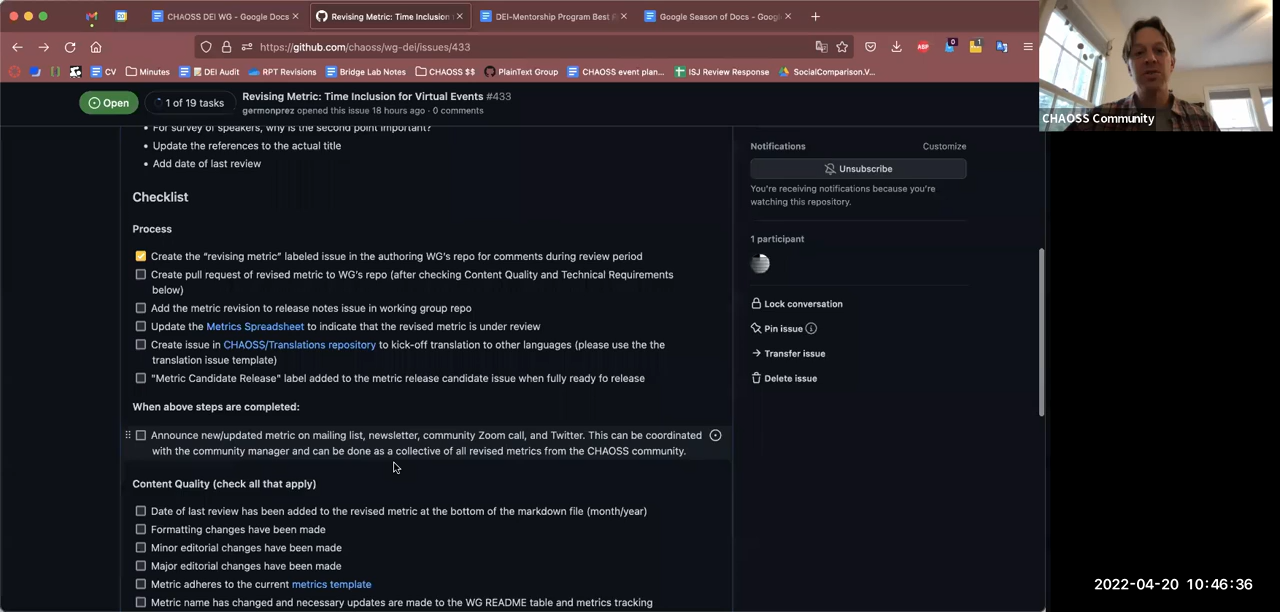 CHAOSS DEI WG - Google Docs
Revising Metric: Time Inclusion
DEI-Mentorship Program Best
Google Season of Docs - Goog
https://github.com/chaoss/wg-dei/issues/433
CV
Minutes
DEI Audit
RPT Revisions
Bridge Lab Notes
CHAOSS $$
PlainText Group
CHAOSS event plan...
ISJ Review Response
SocialComparison.V...
CHAOSS Community
Open
1 of 19 tasks
Revising Metric: Time Inclusion for Virtual Events #433
germonprez opened this issue 18 hours ago · 0 comments
• For survey of speakers, why is the second point important?
• Update the references to the actual title
• Add date of last review
Checklist
Process
Create the “revising metric” labeled issue in the authoring WG's repo for comments during review period
Create pull request of revised metric to WG's repo (after checking Content Quality and Technical Requirements
below)
Add the metric revision to release notes issue in working group repo
Update the Metrics Spreadsheet to indicate that the revised metric is under review
Create issue in CHAOSS/Translations repository to kick-off translation to other languages (please use the the
translation issue template)
"Metric Candidate Release" label added to the metric release candidate issue when fully ready fo release
When above steps are completed:
Announce new/updated metric on mailing list, newsletter, community Zoom call, and Twitter. This can be coordinated
with the community manager and can be done as a collective of all revised metrics from the CHAOSS community.
Content Quality (check all that apply)
Date of last review has been added to the revised metric at the bottom of the markdown file (month/year)
Formatting changes have been made
Minor editorial changes have been made
Major editorial changes have been made
Metric adheres to the current metrics template
Metric name has changed and necessary updates are made to the WG README table and metrics tracking
Notifications
Customize
Unsubscribe
You're receiving notifications because you're
watching this repository.
1 participant
Lock conversation
Pin issue
Transfer issue
Delete issue
2022-04-20 10:46:36